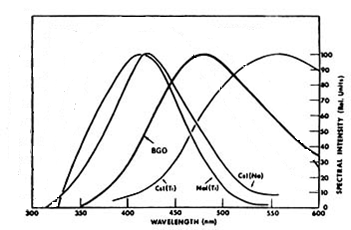 100
90
80
70
60
50
40
30
20
10
0
SPECTRAL INTENSITY (Rel. Units)
BGO
CsI(Tl)
NaI(Tl)
CsI(Na)
300 350 400 450 500 550 600
WAVELENGTH (nm)